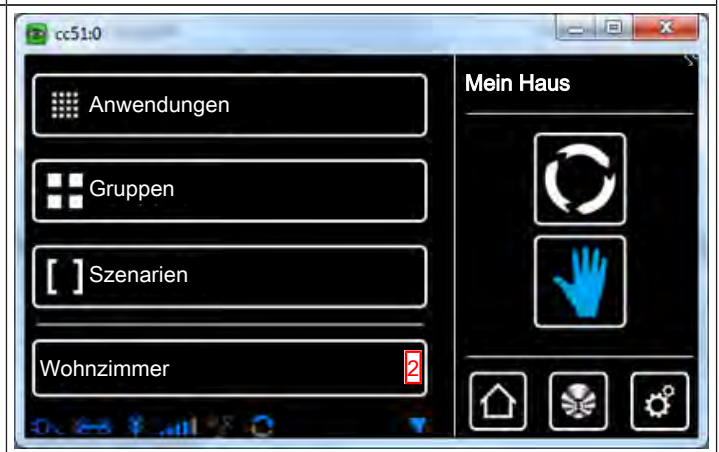 cc51:0
Anwendungen
Gruppen
Szenarien
Wohnzimmer 2
Mein Haus